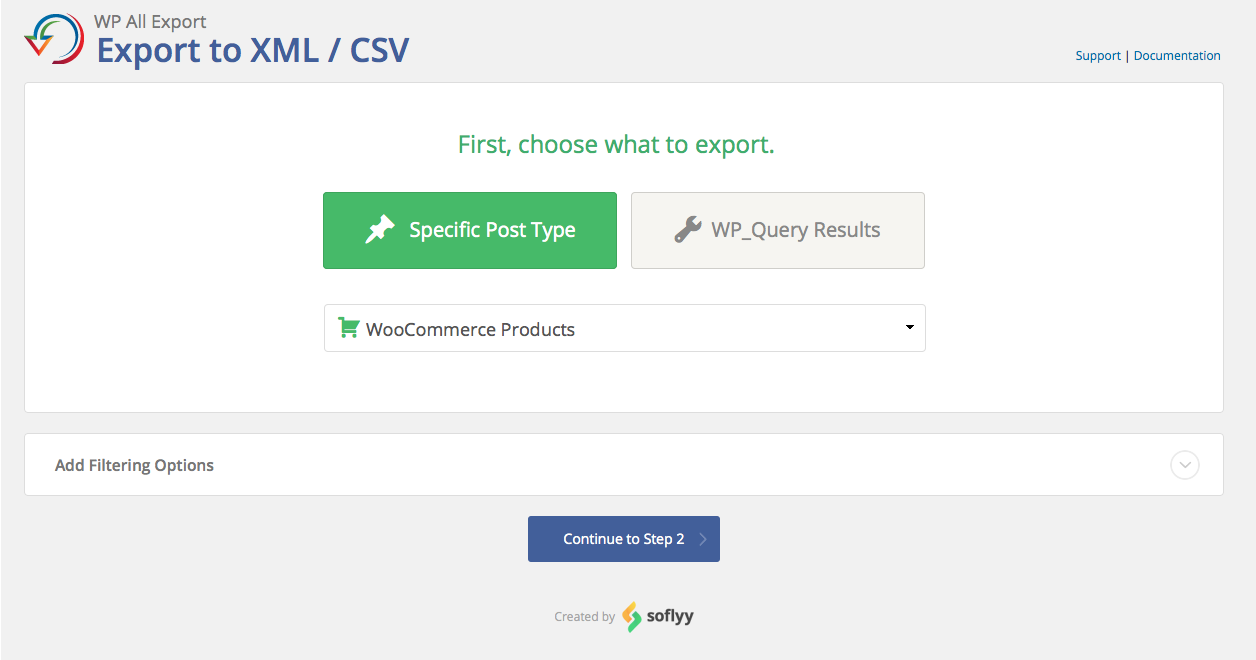 WP All Export
Export to XML / CSV
Support | Documentation
First, choose what to export.
Specific Post Type
WP_Query Results
WooCommerce Products
Add Filtering Options
Continue to Step 2
Created by soflyy